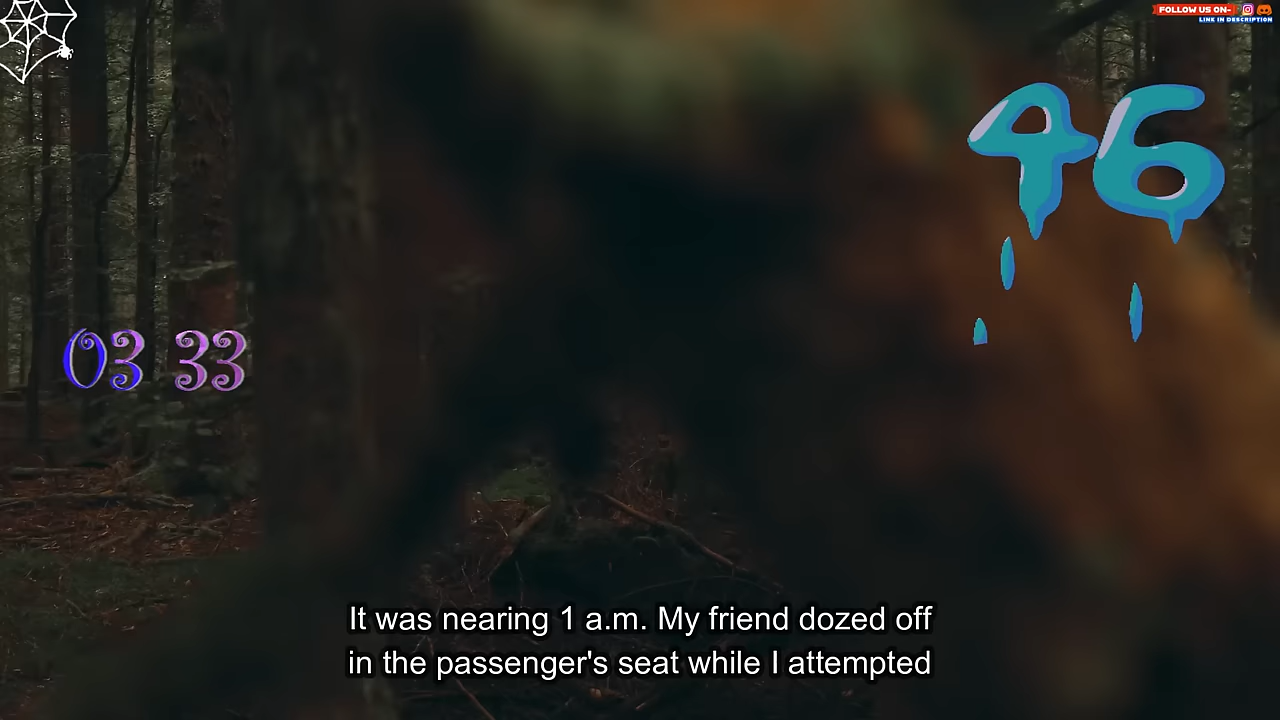 FOLLOW US ON-
LINK IN DESCRIPTION
46
03 33
It was nearing 1 a.m. My friend dozed off
in the passenger's seat while I attempted